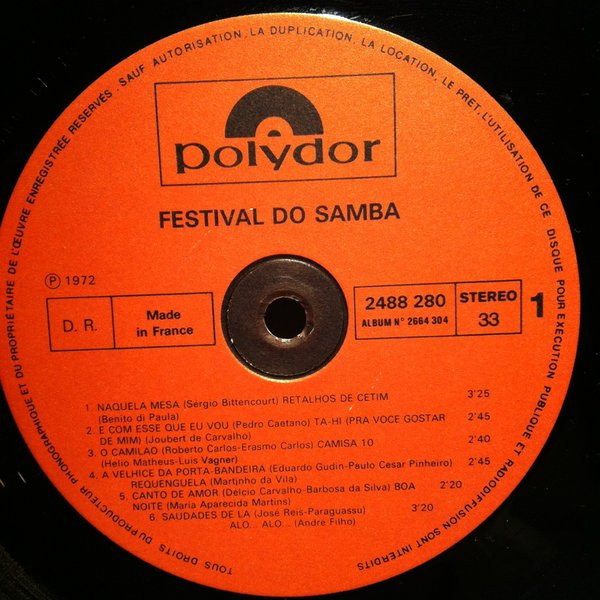 TOUS DROITS DU PRODUCTEUR PHONOGRAPHIQUE ET DU PROPRIETAIRE DE L'ŒUVRE ENREGISTRÉE RESERVÉS . SAUF AUTORISATION, LA DUPLICATION, LA LOCATION, LE PRÊT, L'UTILISATION DE CE DISQUE POUR EXECUTION PUBLIQUE ET RADIODIFFUSION SONT INTERDITS
polydor
FESTIVAL DO SAMBA
Ⓟ 1972
D. R. Made in France
2488 280 STEREO 1
ALBUM N° 2664 304 33
1. NAQUELA MESA (Sergio Bittencourt) RETALHOS DE CETIM 3'25
(Benito di Paula)
2. E COM ESSE QUE EU VOU (Pedro Caetano) TA-HI (PRA VOCE GOSTAR 2'45
DE MIM) (Joubert de Carvalho)
3. O CAMILAO (Roberto Carlos-Erasmo Carlos) CAMISA 10 2'40
(Helio Matheus-Luis Vagner)
4. A VELHICE DA PORTA-BANDEIRA (Eduardo Gudin-Paulo Cesar Pinheiro) 2'45
REQUENGUELA (Martinho da Vila)
5. CANTO DE AMOR (Delcio Carvalho-Barbosa da Silva) BOA 2'20
NOITE (Maria Aparecida Martins)
6. SAUDADES DE LA (José Reis-Paraguassu) 2'20
ALO... ALO... (André Filho)